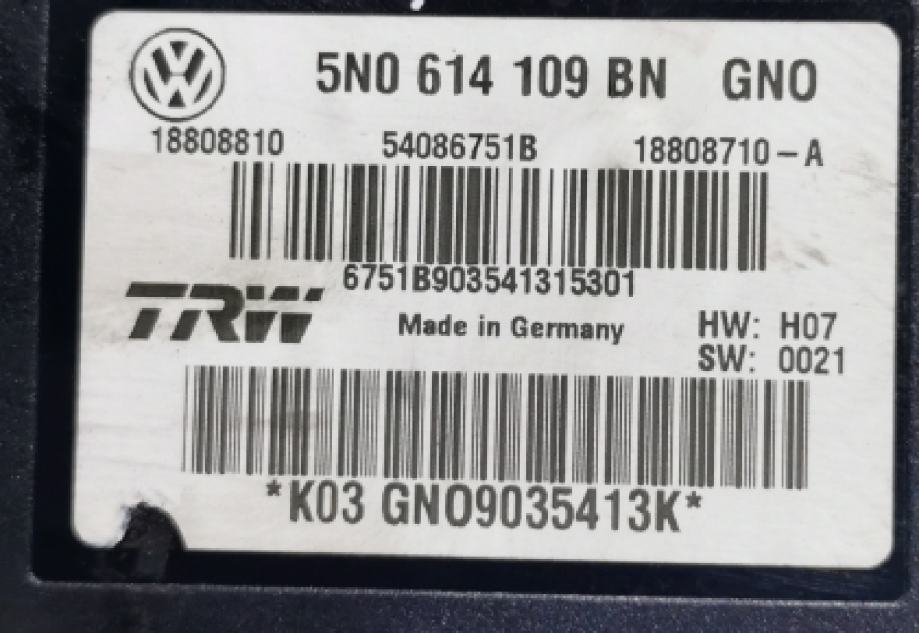 5N0 614 109 BN GNO
18808810 54086751B 18808710-A
6751B903541315301
TRW Made in Germany HW: H07
SW: 0021
*K03 GNO9035413K*